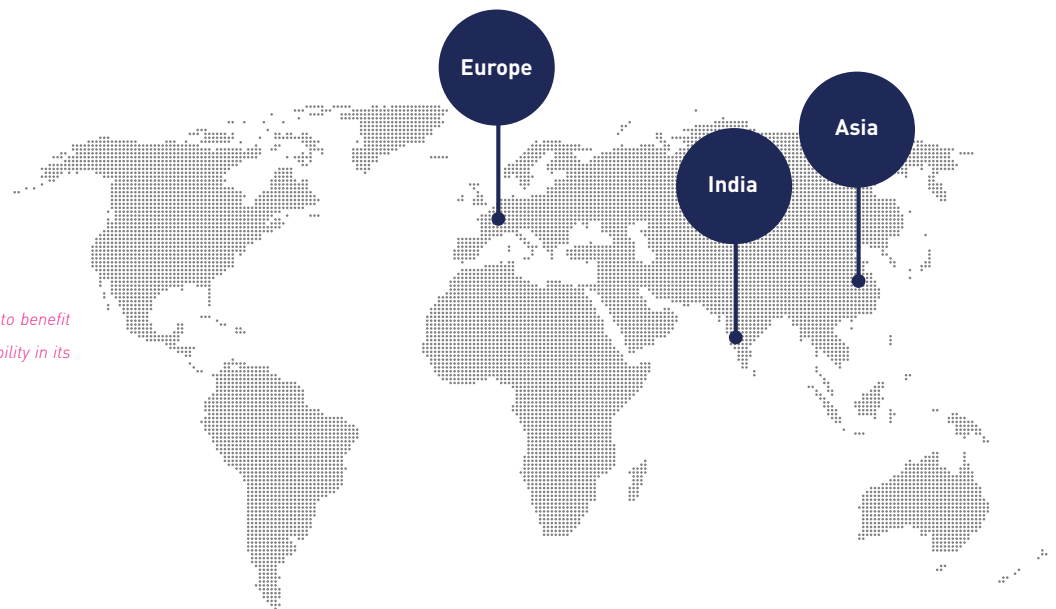 Europe
Asia
India
to benefit
bility in its